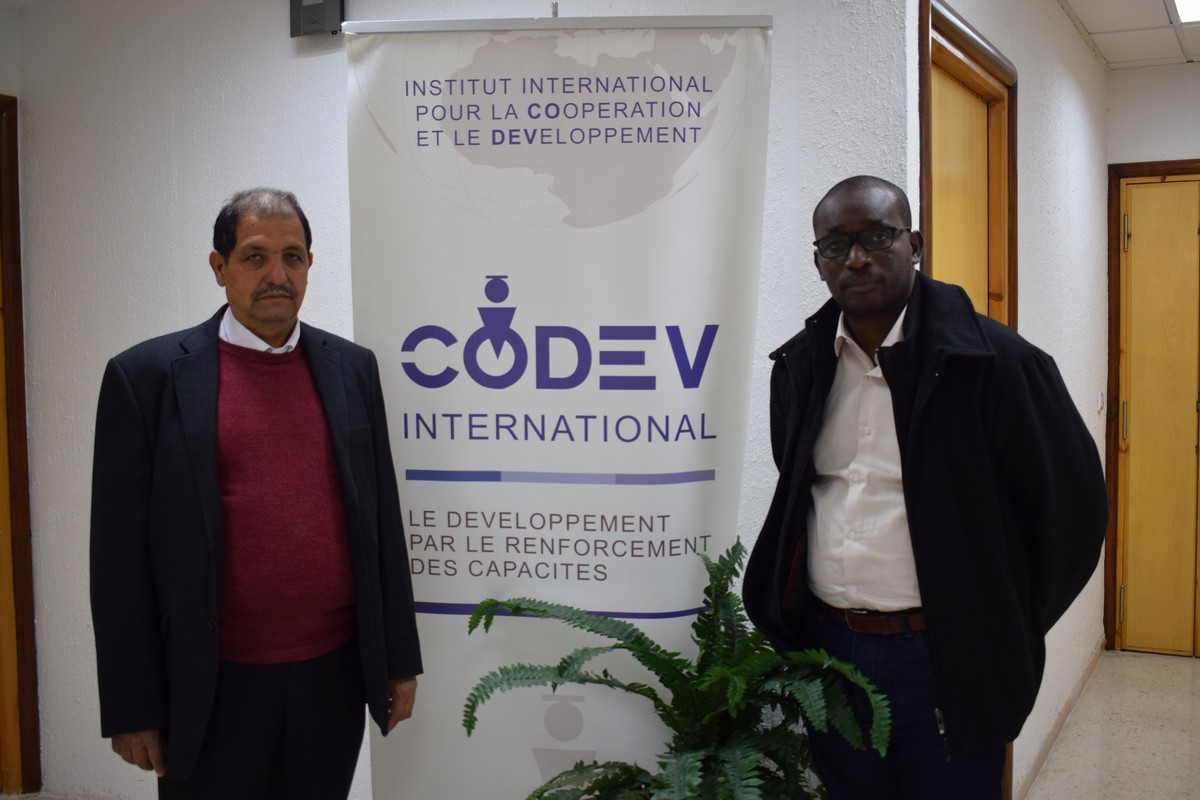 INSTITUT INTERNATIONAL
POUR LA COOPERATION
ET LE DEVELOPPEMENT
CODEV
INTERNATIONAL
LE DEVELOPPEMENT
PAR LE RENFORCEMENT
DES CAPACITES